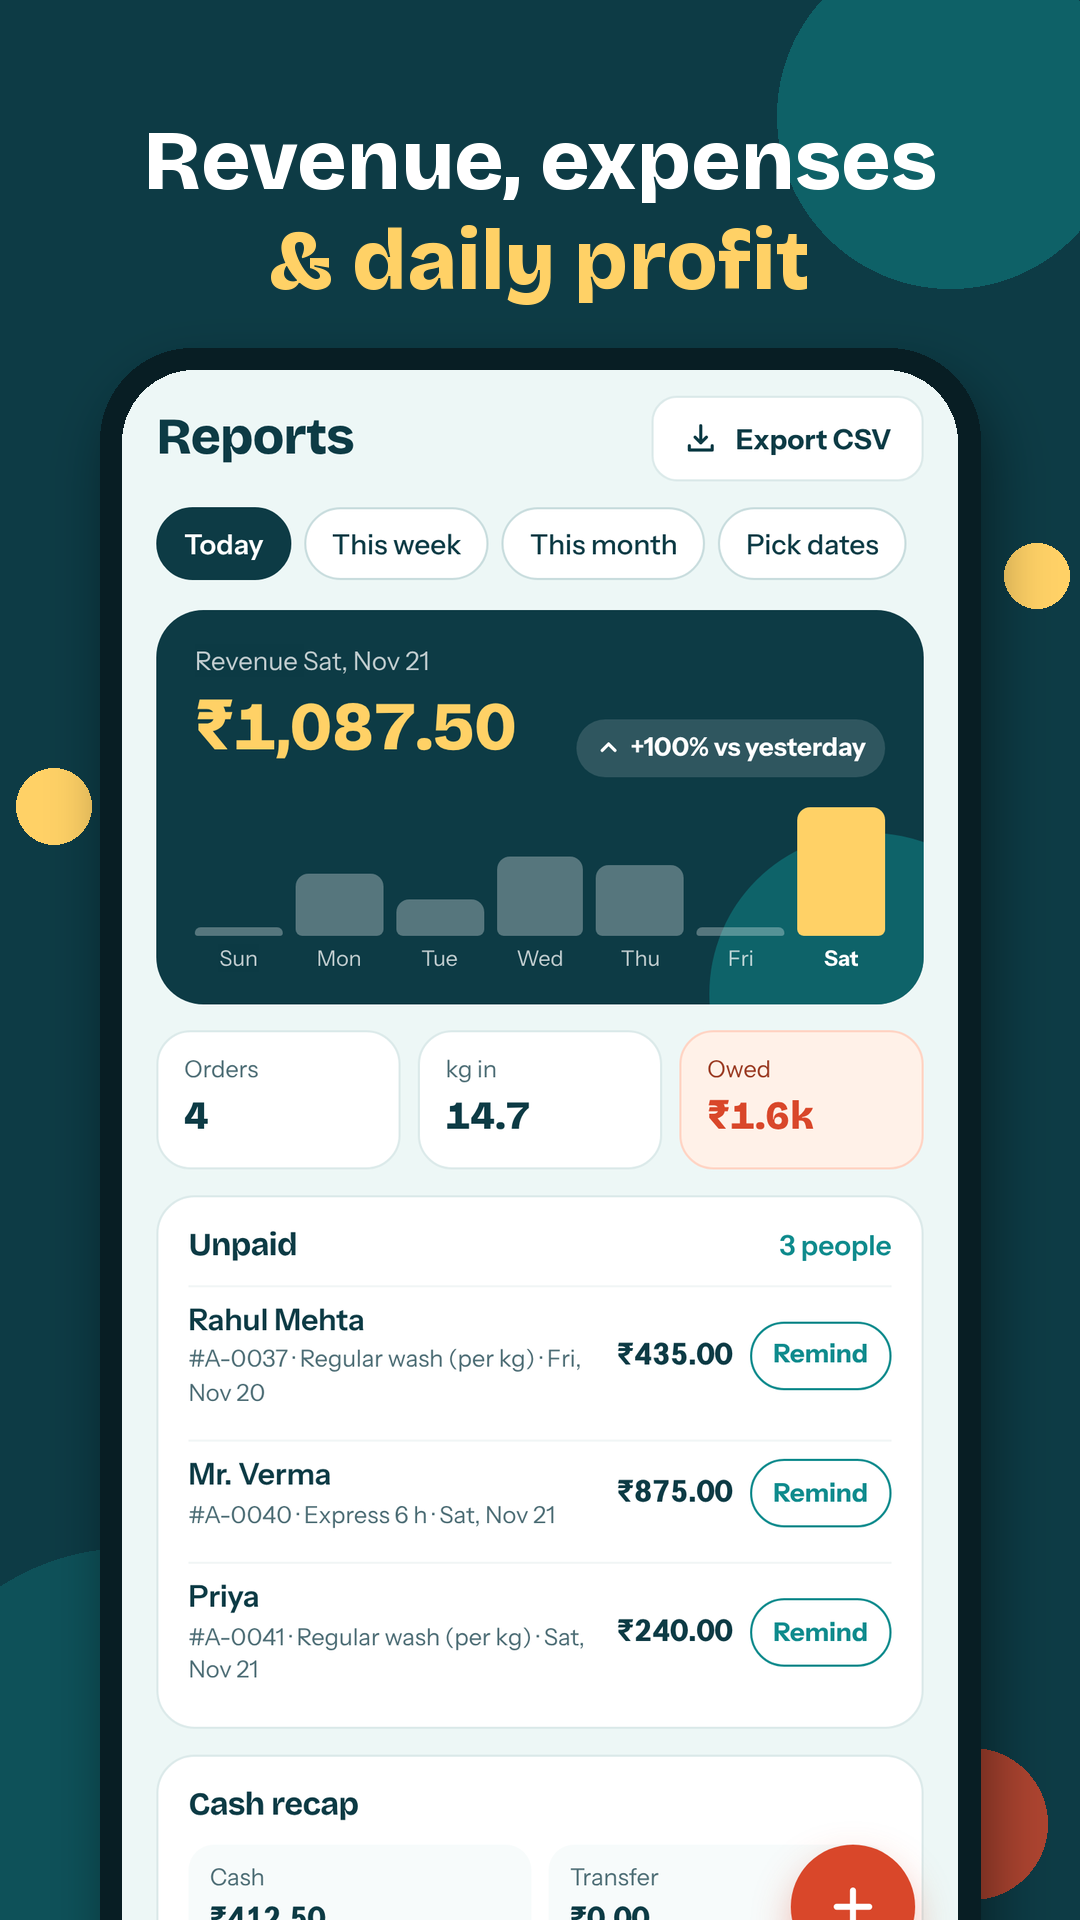 Revenue, expenses
& daily profit
Reports
Export CSV
Today
This week
This month
Pick dates
Revenue Sat, Nov 21
₹1,087.50
+100% vs yesterday
Sun
Mon
Tue
Wed
Thu
Fri
Sat
Orders
4
kg in
14.7
Owed
₹1.6k
Unpaid
3 people
Rahul Mehta
#A-0037 · Regular wash (per kg) · Fri,
Nov 20
₹435.00
Remind
Mr. Verma
#A-0040 · Express 6 h · Sat, Nov 21
₹875.00
Remind
Priya
#A-0041 · Regular wash (per kg) · Sat,
Nov 21
₹240.00
Remind
Cash recap
Cash
₹412.50
Transfer
₹0.00